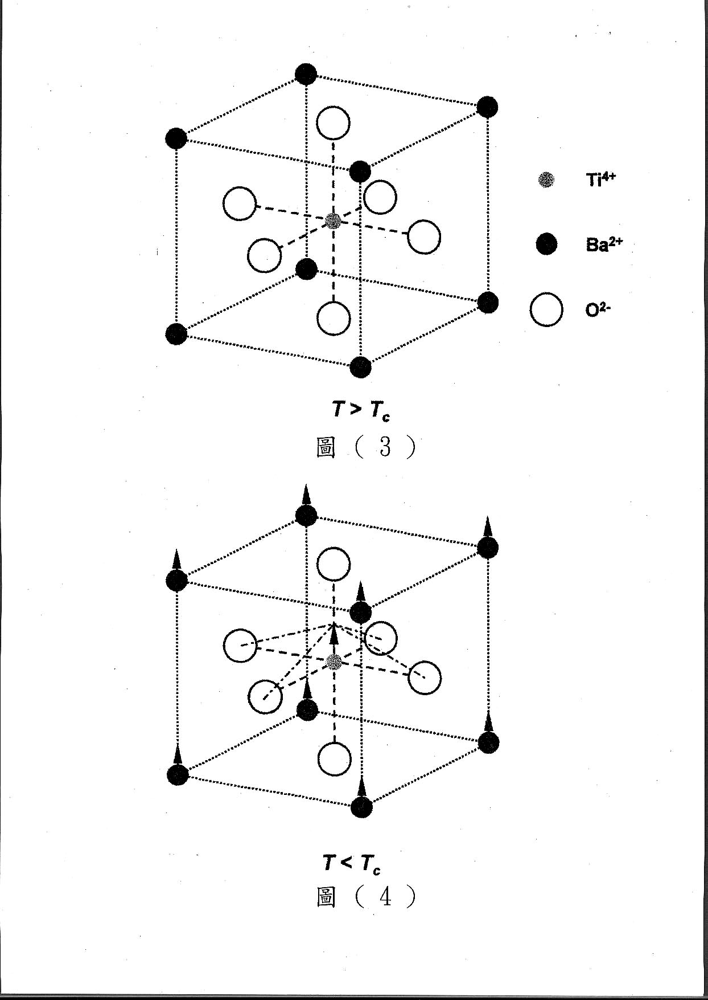 Ti⁴⁺
Ba²⁺
O²⁻
T > Tc
圖 ( 3 )
T < Tc
圖 ( 4 )